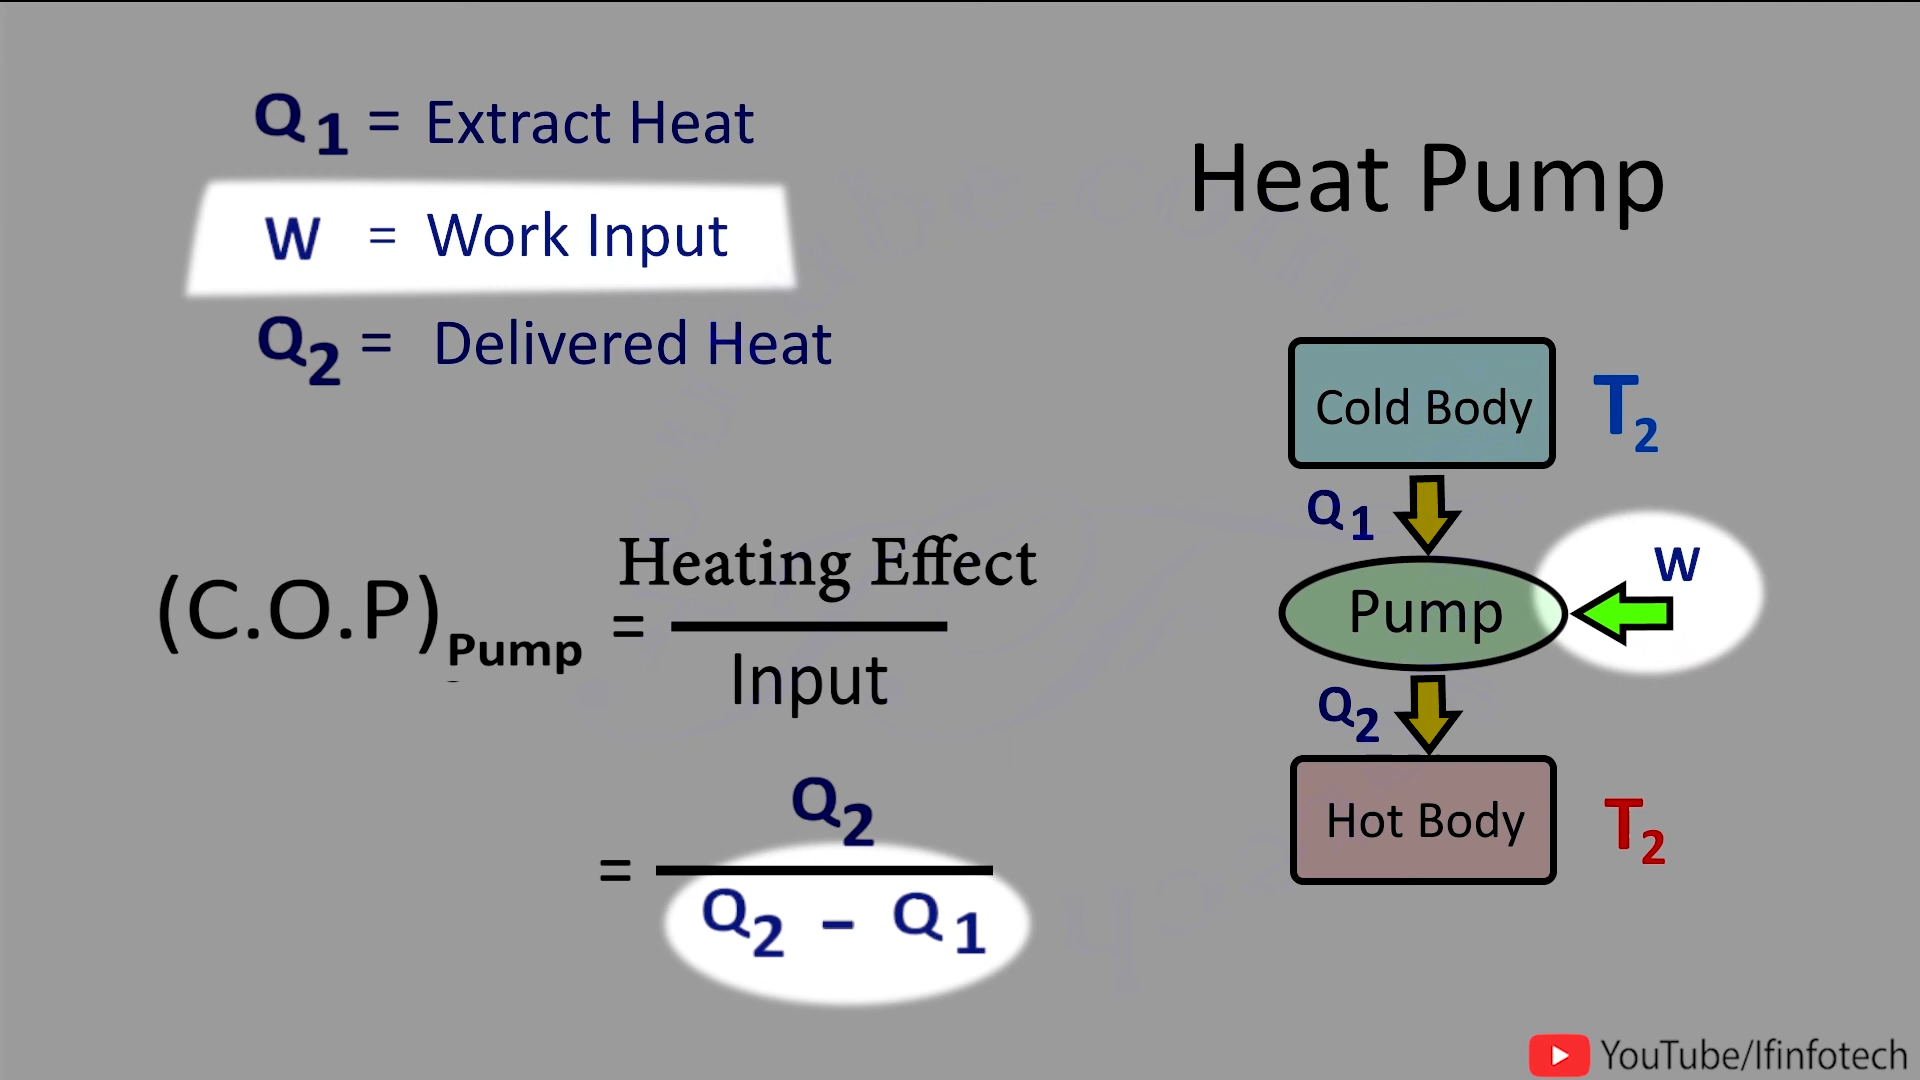 Q1 = Extract Heat
W = Work Input
Q2 = Delivered Heat
(C.O.P)Pump = Heating Effect
Input
= Q2
Q2 - Q1
Heat Pump
Cold Body T2
Q1
W
Pump
Q2
Hot Body T2
YouTube/lfinfotech